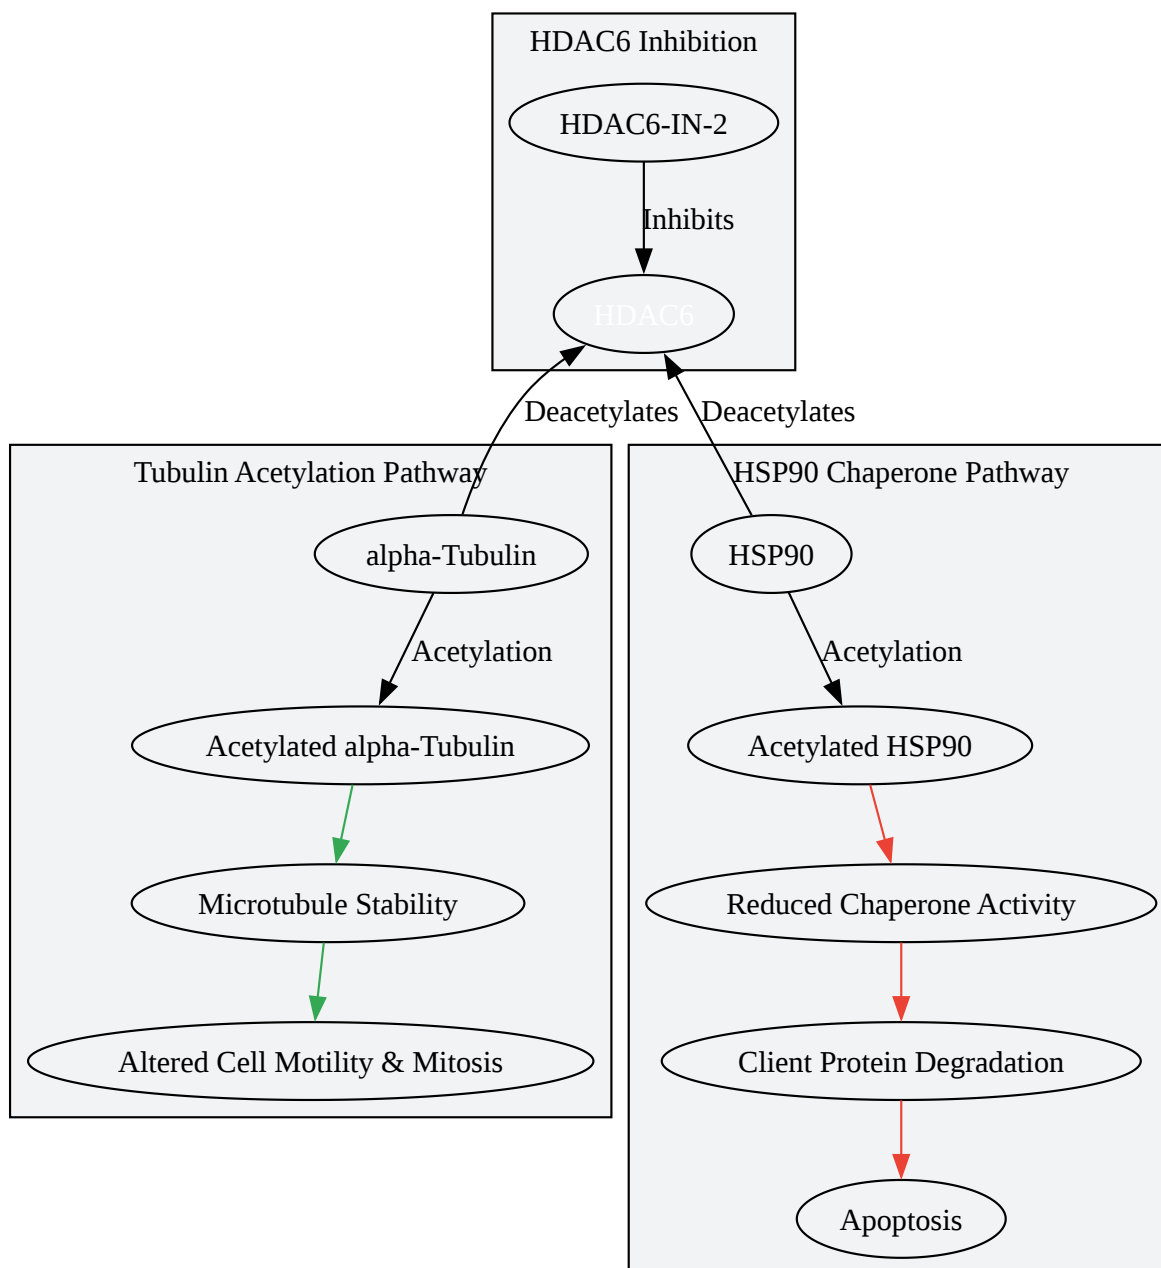 HDAC6 Inhibition
HDAC6-IN-2
Inhibits
HDAC6
Deacetylates
Deacetylates
Tubulin Acetylation Pathway
alpha-Tubulin
Acetylation
Acetylated alpha-Tubulin
Microtubule Stability
Altered Cell Motility & Mitosis
HSP90 Chaperone Pathway
HSP90
Acetylation
Acetylated HSP90
Reduced Chaperone Activity
Client Protein Degradation
Apoptosis